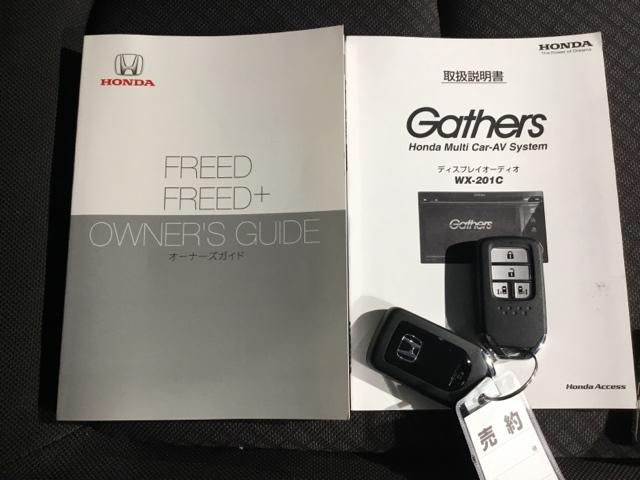 HONDA
FREED
FREED+
OWNER'S GUIDE
オーナーズガイド
HONDA
The Power of Dreams
取扱説明書
Gathers
Honda Multi Car-AV System
ディスプレイオーディオ
WX-201C
Gathers
Honda Access
売約